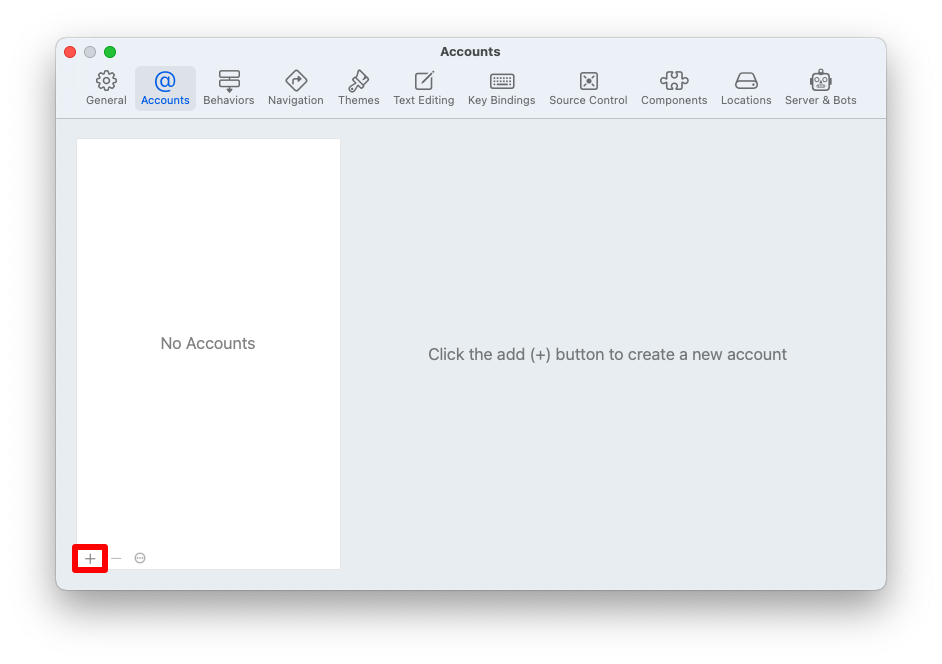 Accounts
General Accounts Behaviors Navigation Themes Text Editing Key Bindings Source Control Components Locations Server & Bots
No Accounts
Click the add (+) button to create a new account